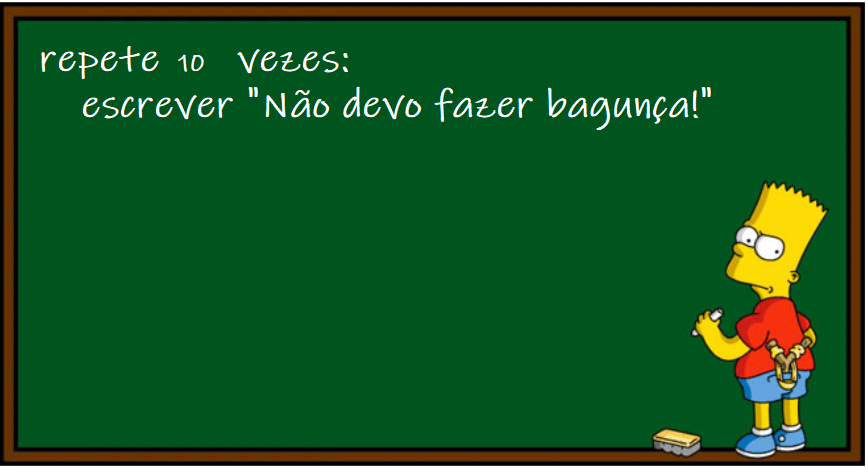 repete 10 vezes:
escrever "Não devo fazer bagunça!"